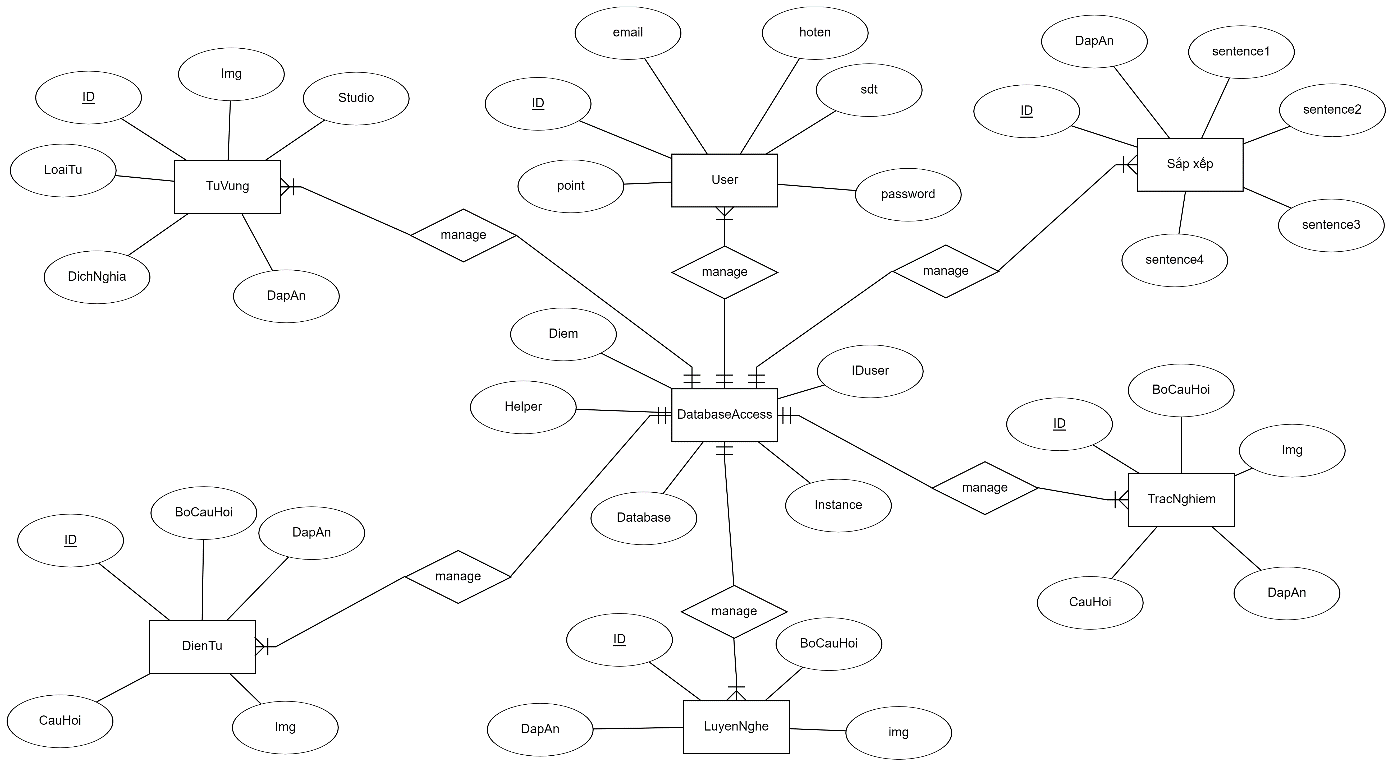 email
hoten
DapAn
sentence1
Img
ID
Studio
ID
sdt
ID
sentence2
LoaiTu
TuVung
point
User
password
Sắp xếp
sentence3
manage
manage
manage
sentence4
DichNghia
DapAn
Diem
IDuser
Helper
DatabaseAccess
BoCauHoi
ID
Img
manage
TracNghiem
Database
Instance
BoCauHoi
ID
DapAn
manage
CauHoi
DapAn
manage
DienTu
ID
BoCauHoi
CauHoi
Img
DapAn
LuyenNghe
img